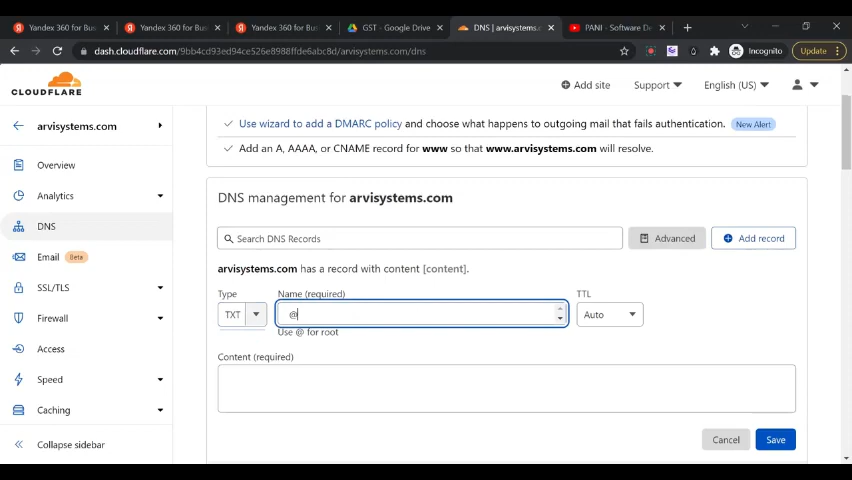 Yandex 360 for Bus
Yandex 360 for Bus
Yandex 360 for Bus
GST - Google Drive
DNS | arvisystems.c
PANI - Software De
dash.cloudflare.com/9bb4cd93ed94ce526e8988ffde6abc8d/arvisystems.com/dns
Incognito
Update
CLOUDFLARE
Add site
Support
English (US)
arvisystems.com
Overview
Analytics
DNS
Email Beta
SSL/TLS
Firewall
Access
Speed
Caching
Collapse sidebar
Use wizard to add a DMARC policy and choose what happens to outgoing mail that fails authentication. New Alert
Add an A, AAAA, or CNAME record for www so that www.arvisystems.com will resolve.
DNS management for arvisystems.com
Search DNS Records
Advanced
Add record
arvisystems.com has a record with content [content].
Type
Name (required)
TTL
TXT
@
Auto
Use @ for root
Content (required)
Cancel
Save